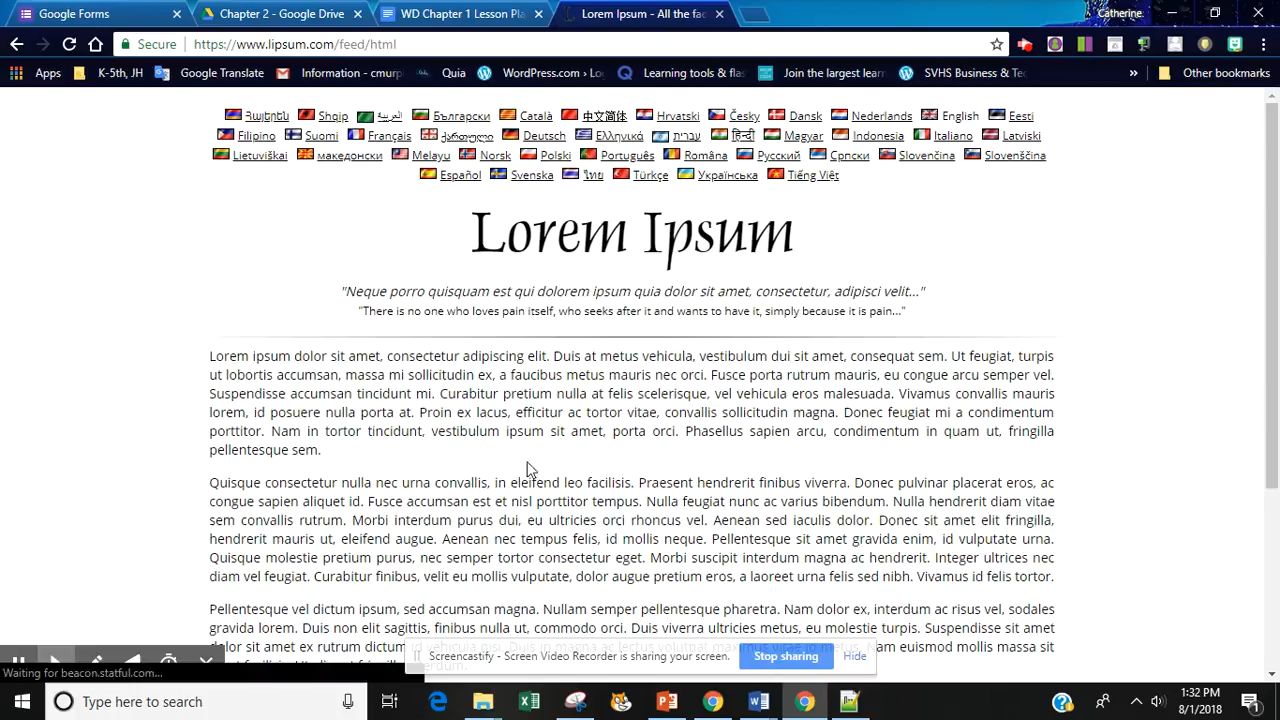 Google Forms
Chapter 2 - Google Drive
WD Chapter 1 Lesson Pla
Lorem Ipsum - All the fac
Catherine.
Secure
https://www.lipsum.com/feed/html
Apps
K-5th, JH
Google Translate
Information - cmurp
Quia
WordPress.com › Lo
Learning tools & flas
Join the largest lear
SVHS Business & Te
»
Other bookmarks
Հայերեն Shqip العربية Български Català 中文简体 Hrvatski Česky Dansk Nederlands English Eesti
Filipino Suomi Français ქართული Deutsch Ελληνικά עברית हिन्दी Magyar Indonesia Italiano Latviski
Lietuviškai македонски Melayu Norsk Polski Português Româna Русский Српски Slovenčina Slovenščina
Español Svenska ไทย Türkçe Українська Tiếng Việt
Lorem Ipsum
"Neque porro quisquam est qui dolorem ipsum quia dolor sit amet, consectetur, adipisci velit..."
"There is no one who loves pain itself, who seeks after it and wants to have it, simply because it is pain..."
Lorem ipsum dolor sit amet, consectetur adipiscing elit. Duis at metus vehicula, vestibulum dui sit amet, consequat sem. Ut feugiat, turpis
ut lobortis accumsan, massa mi sollicitudin ex, a faucibus metus mauris nec orci. Fusce porta rutrum mauris, eu congue arcu semper vel.
Suspendisse accumsan tincidunt mi. Curabitur pretium nulla at felis scelerisque, vel vehicula eros malesuada. Vivamus convallis mauris
lorem, id posuere nulla porta at. Proin ex lacus, efficitur ac tortor vitae, convallis sollicitudin magna. Donec feugiat mi a condimentum
porttitor. Nam in tortor tincidunt, vestibulum ipsum sit amet, porta orci. Phasellus sapien arcu, condimentum in quam ut, fringilla
pellentesque sem.
Quisque consectetur nulla nec urna convallis, in eleifend leo facilisis. Praesent hendrerit finibus viverra. Donec pulvinar placerat eros, ac
congue sapien aliquet id. Fusce accumsan est et nisl porttitor tempus. Nulla feugiat nunc ac varius bibendum. Nulla hendrerit diam vitae
sem convallis rutrum. Morbi interdum purus dui, eu ultricies orci rhoncus vel. Aenean sed iaculis dolor. Donec sit amet elit fringilla,
hendrerit mauris ut, eleifend augue. Aenean nec tempus felis, id mollis neque. Pellentesque sit amet gravida enim, id vulputate urna.
Quisque molestie pretium purus, nec semper tortor consectetur eget. Morbi suscipit interdum magna ac hendrerit. Integer ultrices nec
diam vel feugiat. Curabitur finibus, velit eu mollis vulputate, dolor augue pretium eros, a laoreet urna felis sed nibh. Vivamus id felis tortor.
Pellentesque vel dictum ipsum, sed accumsan magna. Nullam semper pellentesque pharetra. Nam dolor ex, interdum ac risus vel, sodales
gravida lorem. Duis non elit sagittis, finibus nulla ut, commodo orci. Duis viverra ultricies metus, eu molestie turpis. Suspendisse sit amet
dolor sit amet ex rutrum Nam euismod mollis massa
Screencastify - Screen Video Recorder is sharing your screen.
Stop sharing
Hide
Waiting for beacon.statful.com...
Type here to search
1:32 PM
8/1/2018